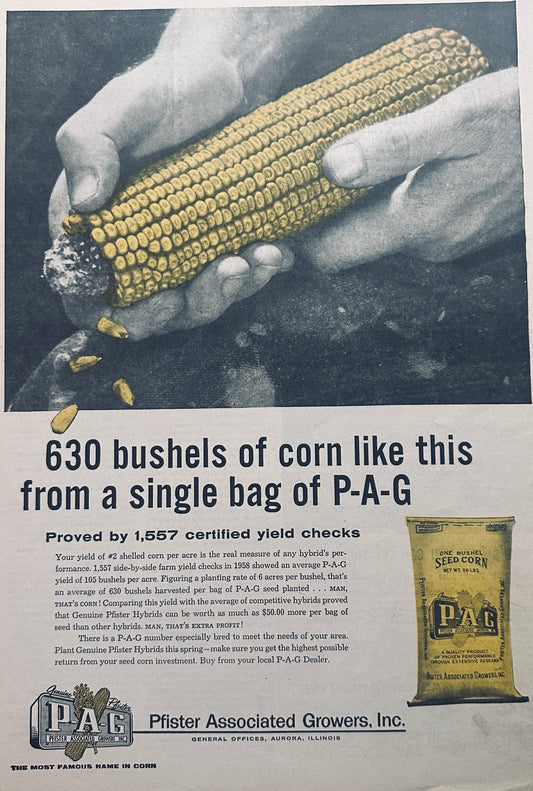 630 bushels of corn like this
from a single bag of P-A-G
Proved by 1,557 certified yield checks
Your yield of #2 shelled corn per acre is the real measure of any hybrid's per-
formance. 1,557 side-by-side farm yield checks in 1958 showed an average P-A-G
yield of 105 bushels per acre. Figuring a planting rate of 6 acres per bushel, that's
an average of 630 bushels harvested per bag of P-A-G seed planted . . . MAN,
THAT'S CORN! Comparing this yield with the average of competitive hybrids proved
that Genuine Pfister Hybrids can be worth as much as $50.00 more per bag of
seed than other hybrids. MAN, THAT'S EXTRA PROFIT!
There is a P-A-G number especially bred to meet the needs of your area.
Plant Genuine Pfister Hybrids this spring—make sure you get the highest possible
return from your seed corn investment. Buy from your local P-A-G Dealer.
ONE BUSHEL
SEED CORN
NET WT. 56 LBS.
P-A-G
PFISTER ASSOCIATED GROWERS, INC.
A QUALITY PRODUCT
OF PROVEN PERFORMANCE
THROUGH EXTENSIVE RESEARCH
PFISTER ASSOCIATED GROWERS, INC.
Genuine Pfister
P-A-G
PFISTER ASSOCIATED GROWERS, INC.
THE MOST FAMOUS NAME IN CORN
Pfister Associated Growers, Inc.
GENERAL OFFICES, AURORA, ILLINOIS